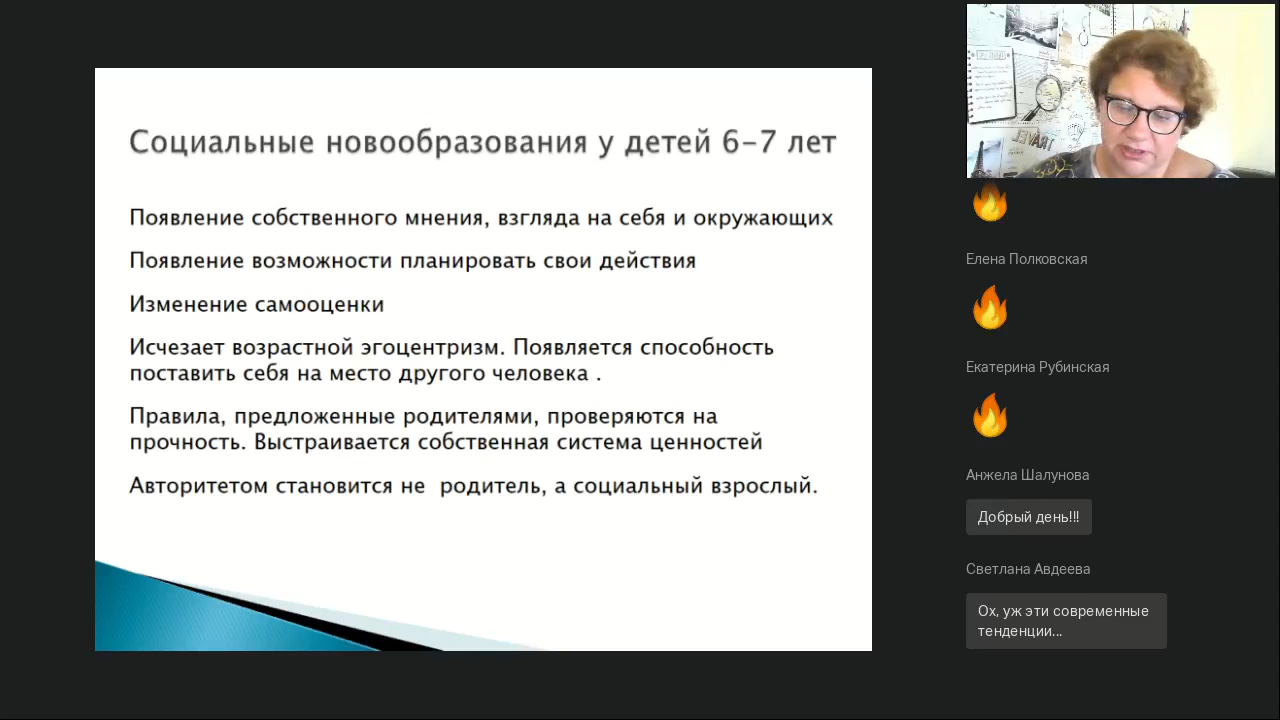 Социальные новообразования у детей 6-7 лет
Появление собственного мнения, взгляда на себя и окружающих
Появление возможности планировать свои действия
Изменение самооценки
Исчезает возрастной эгоцентризм. Появляется способность
поставить себя на место другого человека .
Правила, предложенные родителями, проверяются на
прочность. Выстраивается собственная система ценностей
Авторитетом становится не  родитель, а социальный взрослый.
Елена Полковская
Екатерина Рубинская
Анжела Шалунова
Добрый день!!!
Светлана Авдеева
Ох, уж эти современные
тенденции...
TRAVEL